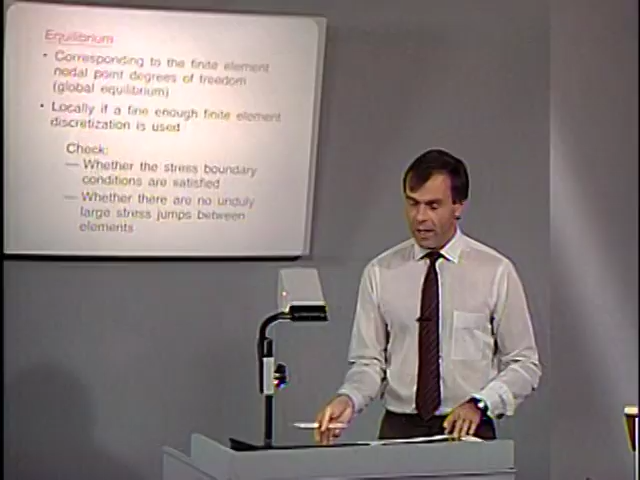 Equilibrium
• Corresponding to the finite element
nodal point degrees of freedom
(global equilibrium)
• Locally if a fine enough finite element
discretization is used
Check:
— Whether the stress boundary
conditions are satisfied
— Whether there are no unduly
large stress jumps between
elements